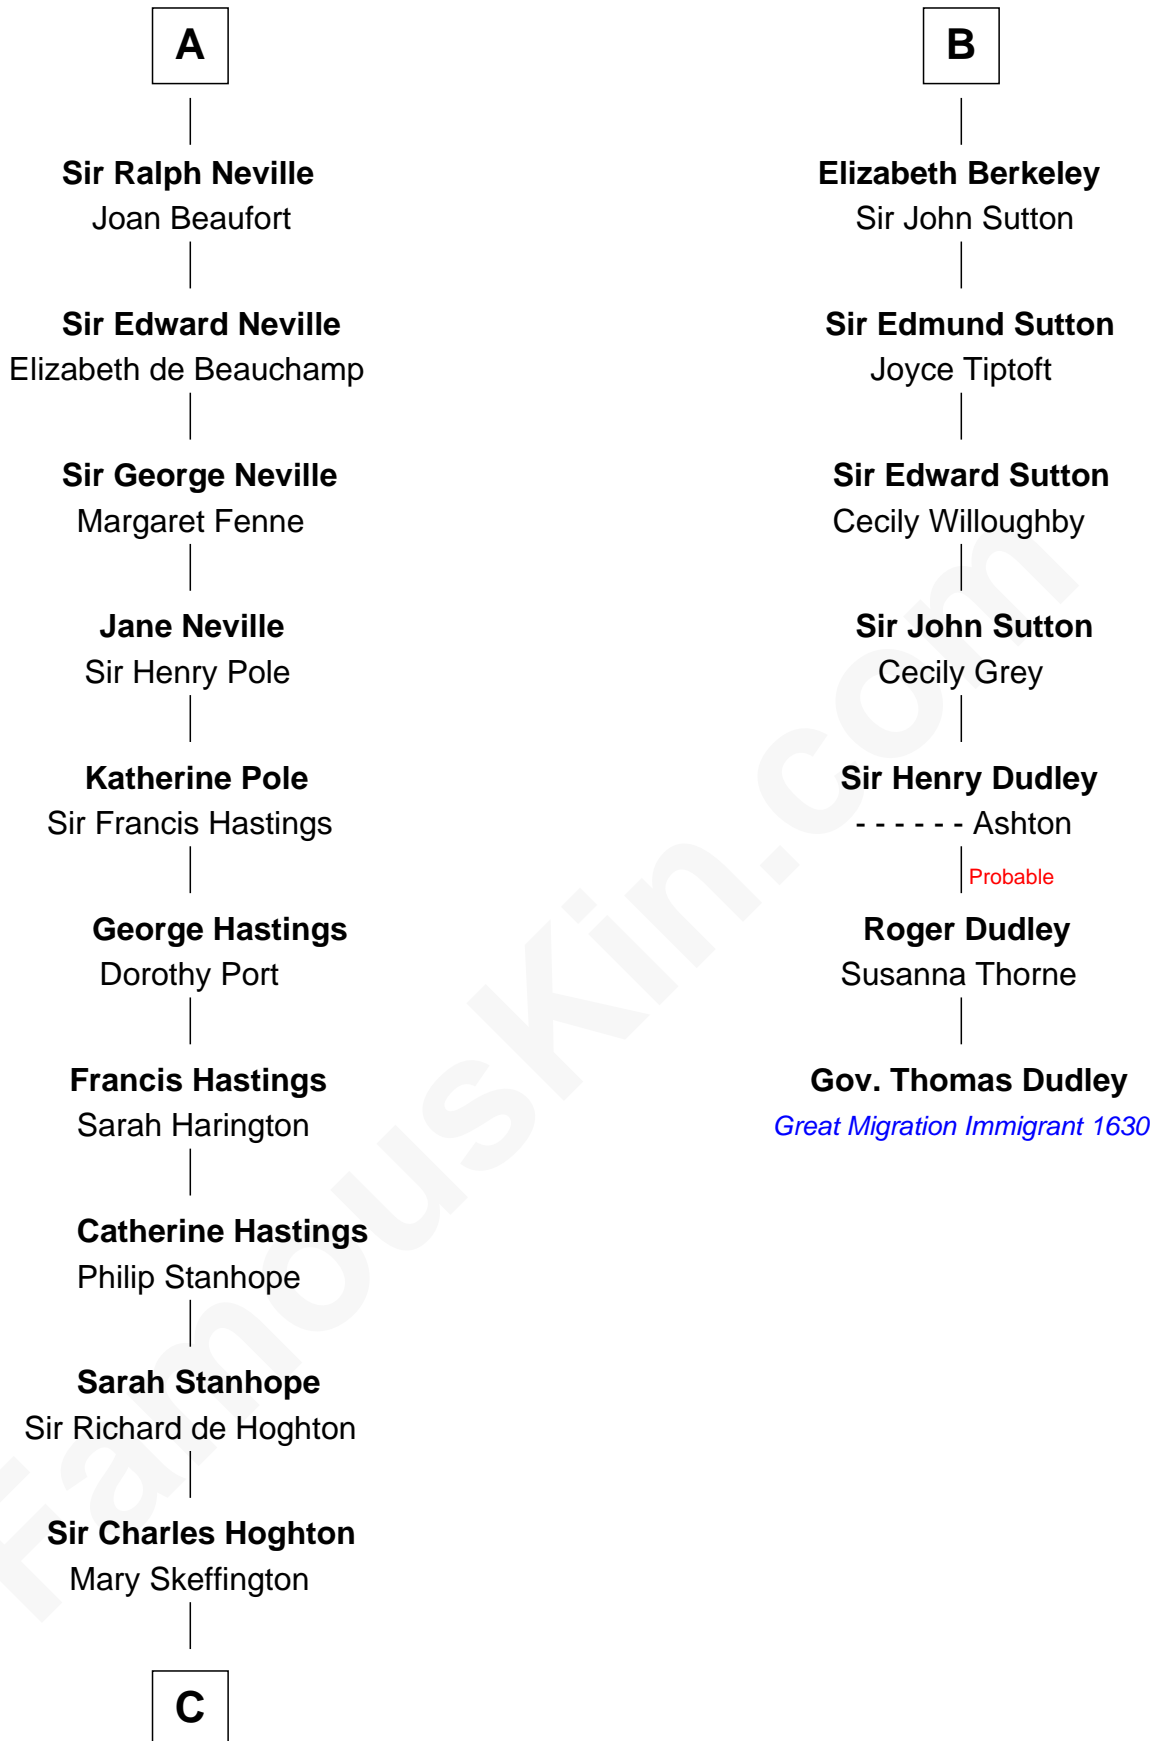 A
Sir Ralph Neville
Joan Beaufort
Sir Edward Neville
Elizabeth de Beauchamp
Sir George Neville
Margaret Fenne
Jane Neville
Sir Henry Pole
Katherine Pole
Sir Francis Hastings
George Hastings
Dorothy Port
Francis Hastings
Sarah Harington
Catherine Hastings
Philip Stanhope
Sarah Stanhope
Sir Richard de Hoghton
Sir Charles Hoghton
Mary Skeffington
C
B
Elizabeth Berkeley
Sir John Sutton
Sir Edmund Sutton
Joyce Tiptoft
Sir Edward Sutton
Cecily Willoughby
Sir John Sutton
Cecily Grey
Sir Henry Dudley
- - - - - - Ashton
Probable
Roger Dudley
Susanna Thorne
Gov. Thomas Dudley
Great Migration Immigrant 1630
FamousKin.com